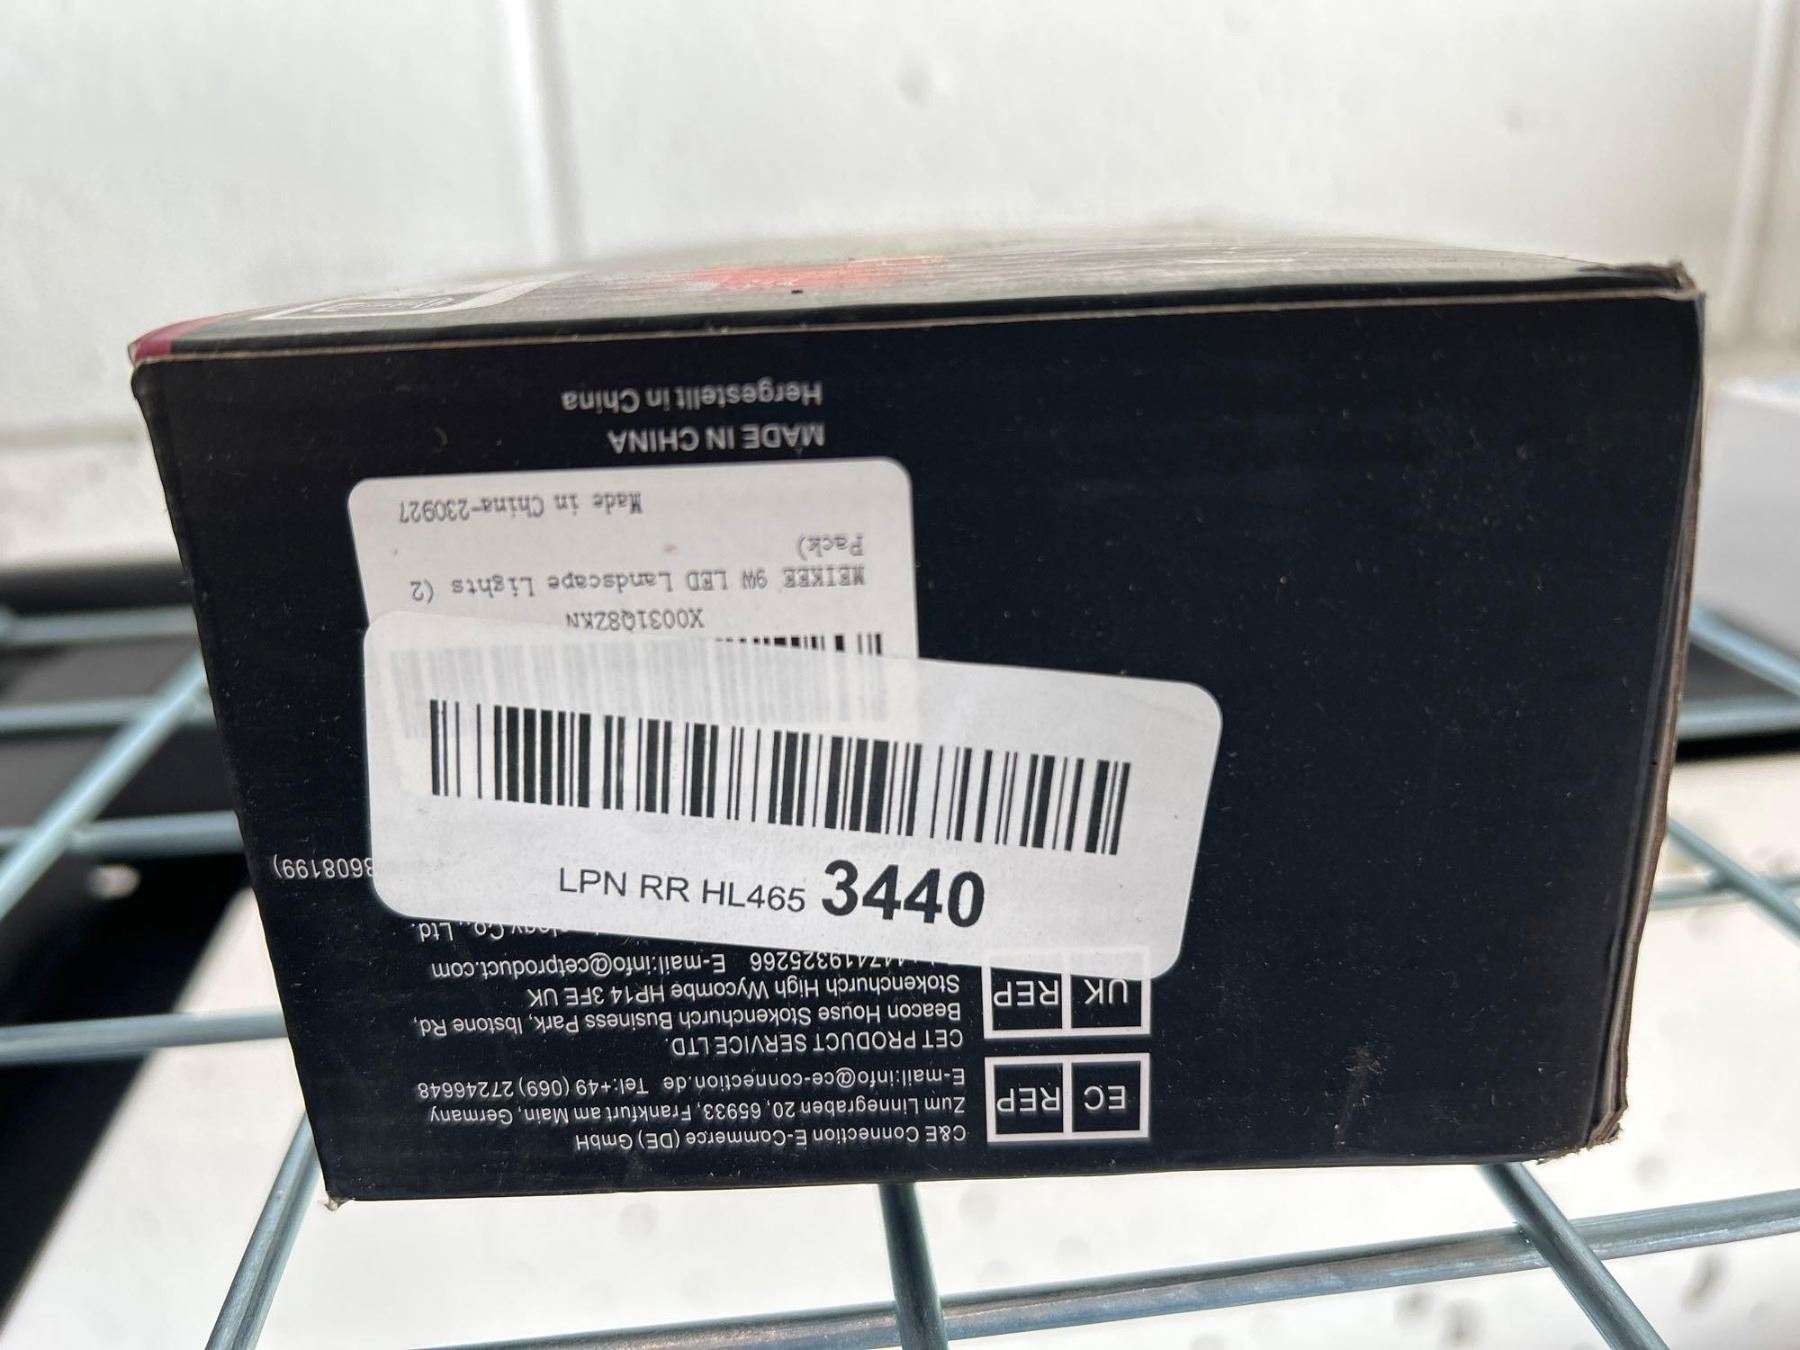 LPN RR HL465 3440
C&E Connection E-Commerce (DE) GmbH
Zum Linnegraben 20, 65933, Frankfurt am Main, Germany
E-mail:info@ce-connection.de Tel:+49 (069) 27246648
EC REP
CET PRODUCT SERVICE LTD.
Beacon House Stokenchurch Business Park, Ibstone Rd,
Stokenchurch High Wycombe HP14 3FE UK
E-mail:info@cetproduct.com
UK REP
Co., Ltd.
X0031Q8ZKN
MEIKEE 9W LED Landscape Lights (2
Pack)
Made in China-230927
MADE IN CHINA
Hergestellt in China